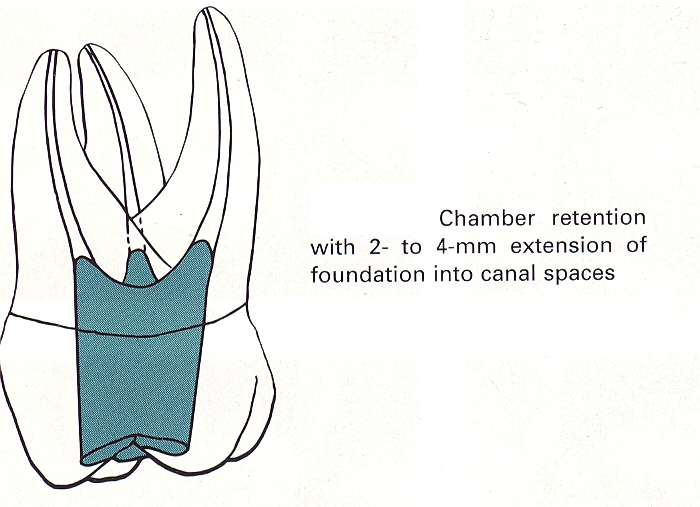 Chamber retention
with 2- to 4-mm extension of
foundation into canal spaces